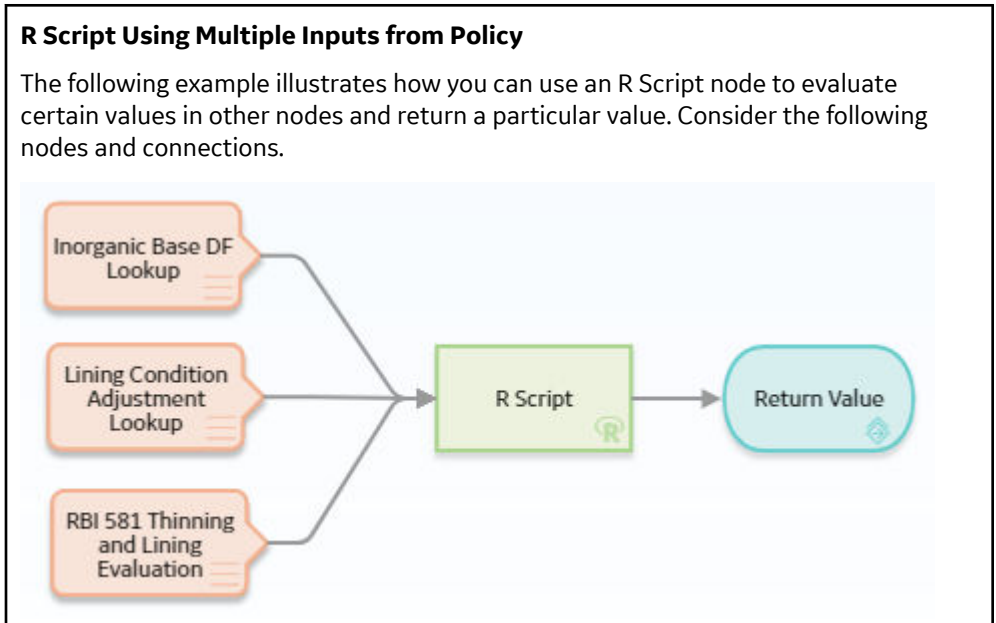 R Script Using Multiple Inputs from Policy
The following example illustrates how you can use an R Script node to evaluate
certain values in other nodes and return a particular value. Consider the following
nodes and connections.
Inorganic Base DF
Lookup
Lining Condition
Adjustment
Lookup
RBI 581 Thinning
and Lining
Evaluation
R Script
R
Return Value